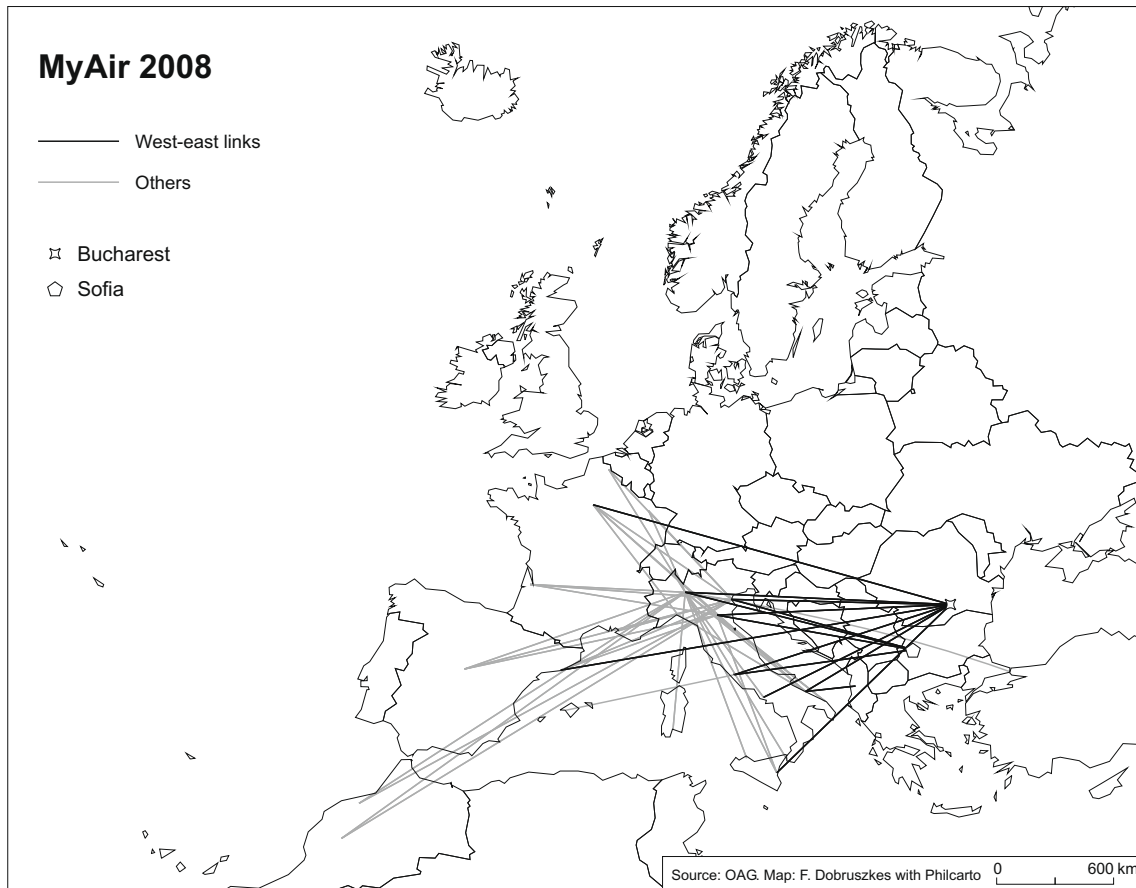 MyAir 2008
West-east links
Others
Bucharest
Sofia
Source: OAG. Map: F. Dobruszkes with Philcarto
0 600 km